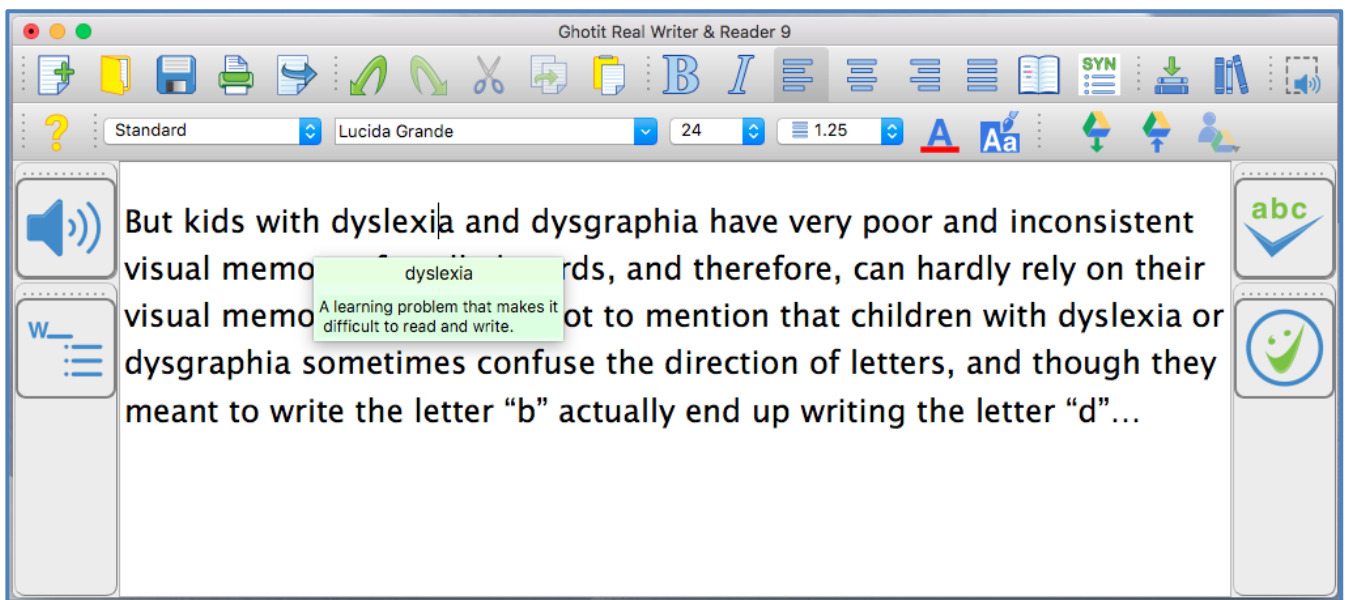 Ghotit Real Writer & Reader 9
B I SYN
Standard Lucida Grande 24 1.25 A Aa
But kids with dyslexia and dysgraphia have very poor and inconsistent
visual memo rds, and therefore, can hardly rely on their
visual memo ot to mention that children with dyslexia or
dysgraphia sometimes confuse the direction of letters, and though they
meant to write the letter “b” actually end up writing the letter “d”...
dyslexia
A learning problem that makes it
difficult to read and write.
W
abc